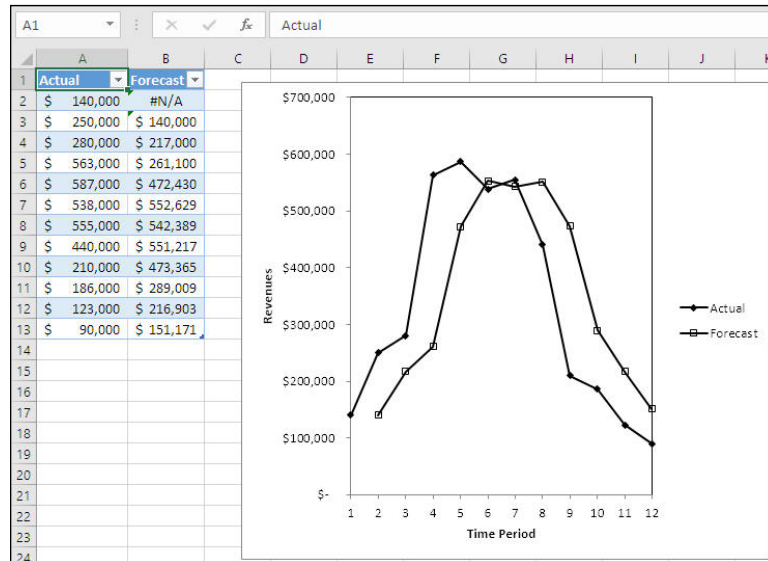 A1 fx Actual
A B C D E F G H I J K
1 Actual Forecast
2 $ 140,000 #N/A
3 $ 250,000 $ 140,000
4 $ 280,000 $ 217,000
5 $ 563,000 $ 261,100
6 $ 587,000 $ 472,430
7 $ 538,000 $ 552,629
8 $ 555,000 $ 542,389
9 $ 440,000 $ 551,217
10 $ 210,000 $ 473,365
11 $ 186,000 $ 289,009
12 $ 123,000 $ 216,903
13 $ 90,000 $ 151,171
14
15
16
17
18
19
20
21
22
23
24
$700,000
$600,000
$500,000
$400,000
$300,000
$200,000
$100,000
$-
Revenues
1 2 3 4 5 6 7 8 9 10 11 12
Time Period
Actual
Forecast